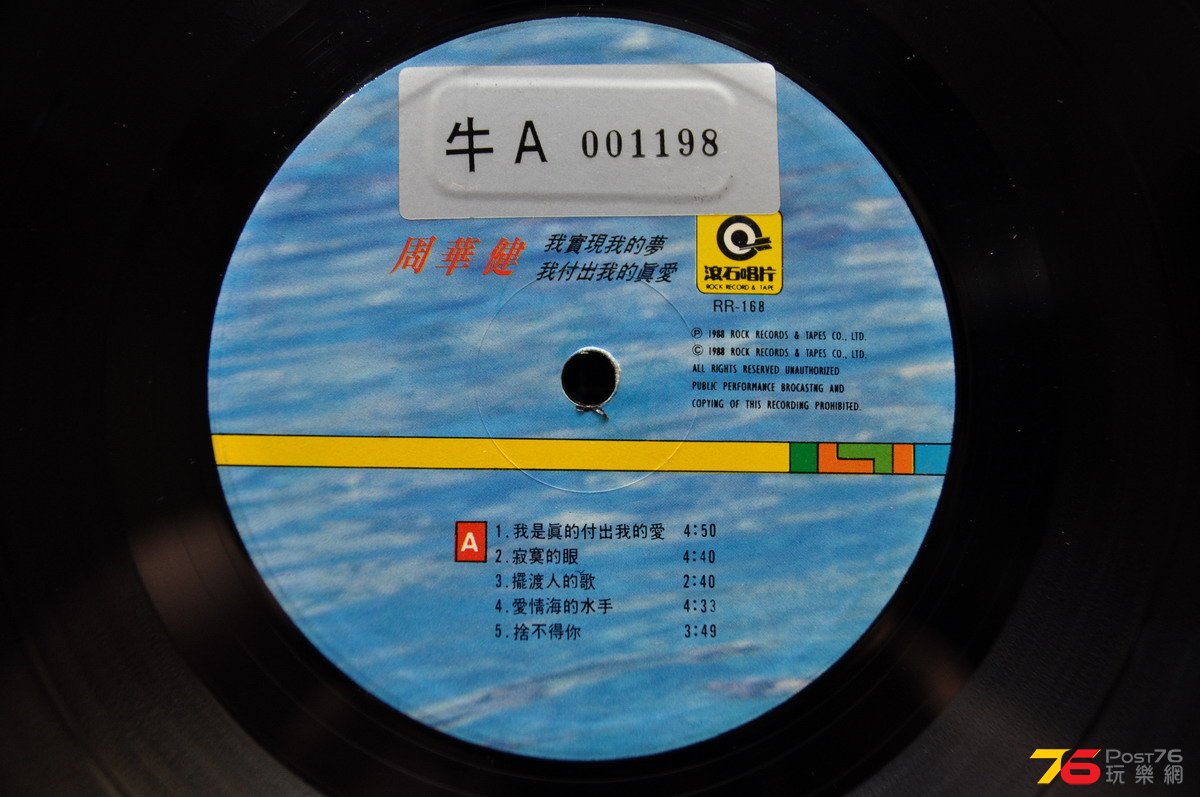 牛 A 001198
周華健
我實現我的夢
我付出我的眞愛
滾石唱片
ROCK RECORD & TAPE
RR-168
Ⓟ 1988 ROCK RECORDS & TAPES CO., LTD.
© 1988 ROCK RECORDS & TAPES CO., LTD.
ALL RIGHTS RESERVED UNAUTHORIZED
PUBLIC PERFORMANCE BROCASTNG AND
COPYING OF THIS RECORDING PROHIBITED.
A
1.我是眞的付出我的愛 4:50
2.寂寞的眼 4:40
3.擺渡人的歌 2:40
4.愛情海的水手 4:33
5.捨不得你 3:49
76 POST76
玩樂網